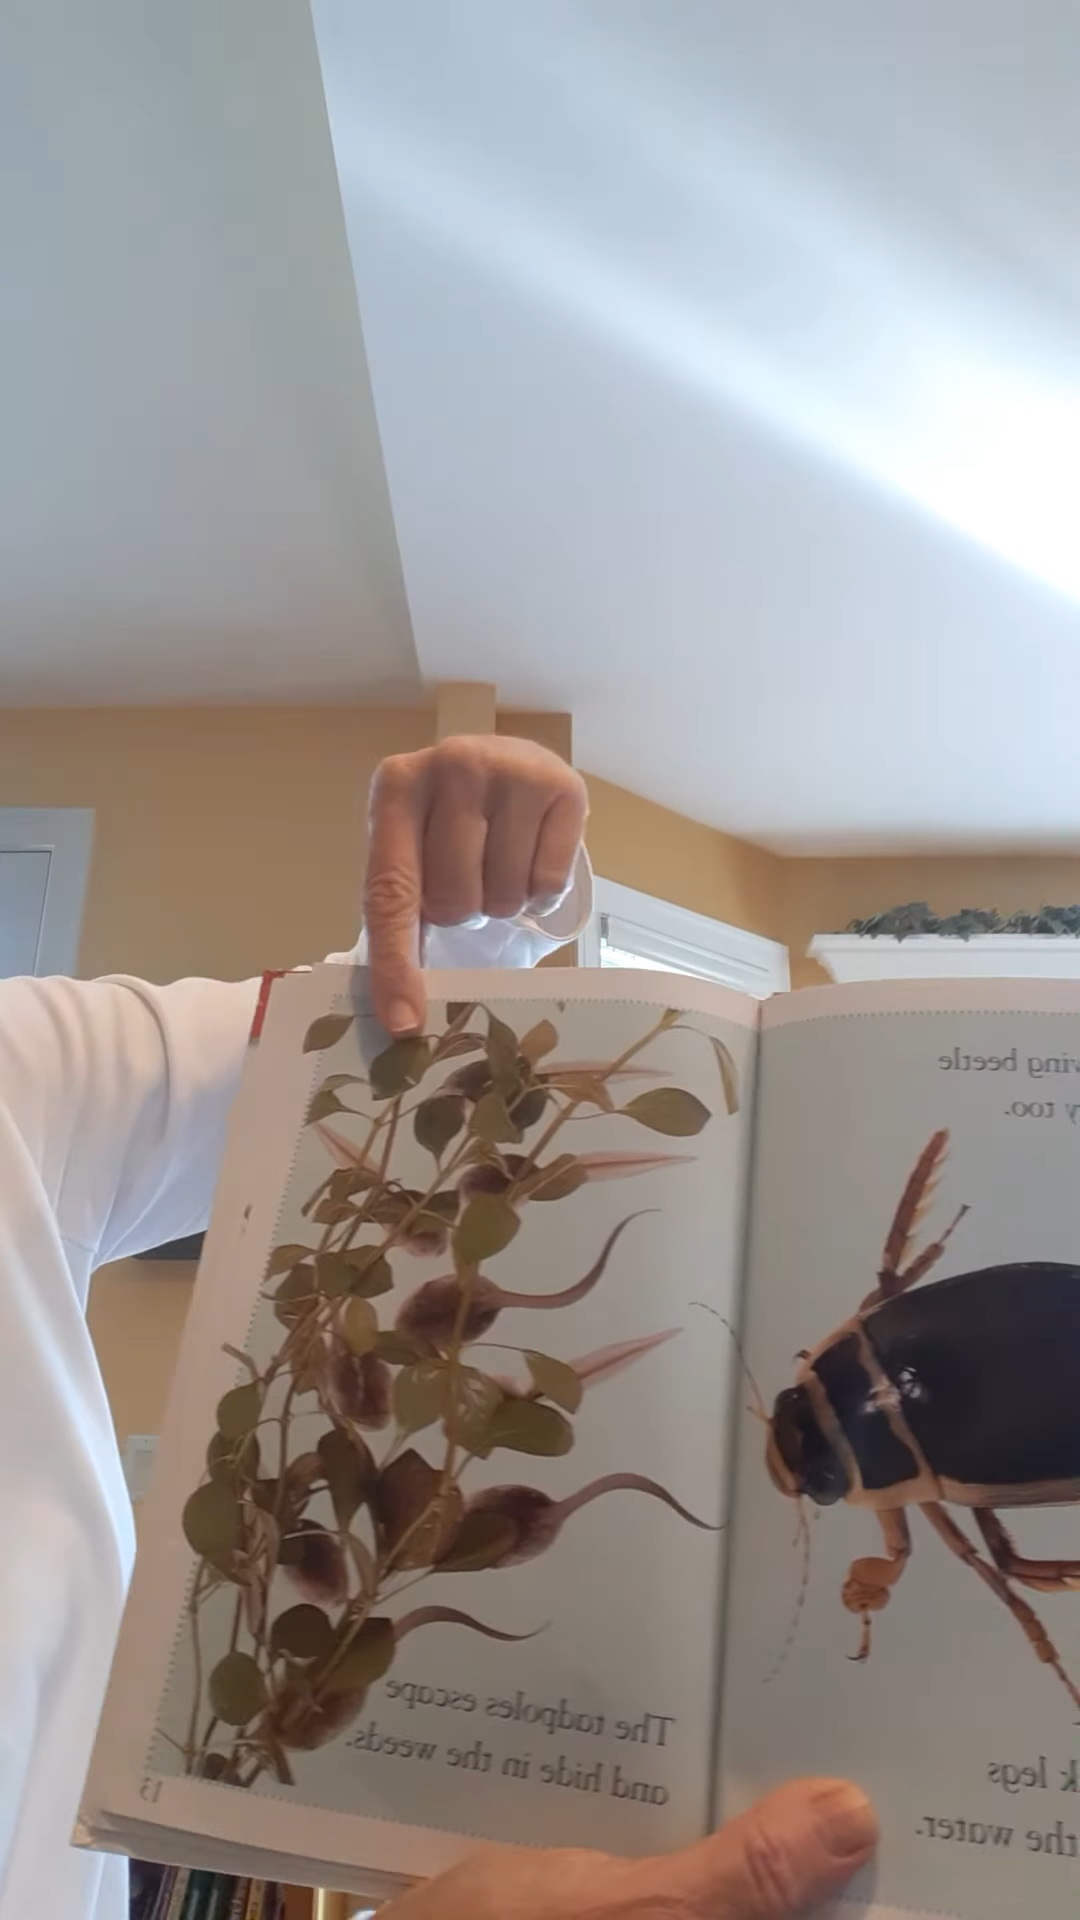 beetle
too.
legs
the water.
The tadpoles escape
and hide in the weeds.
13